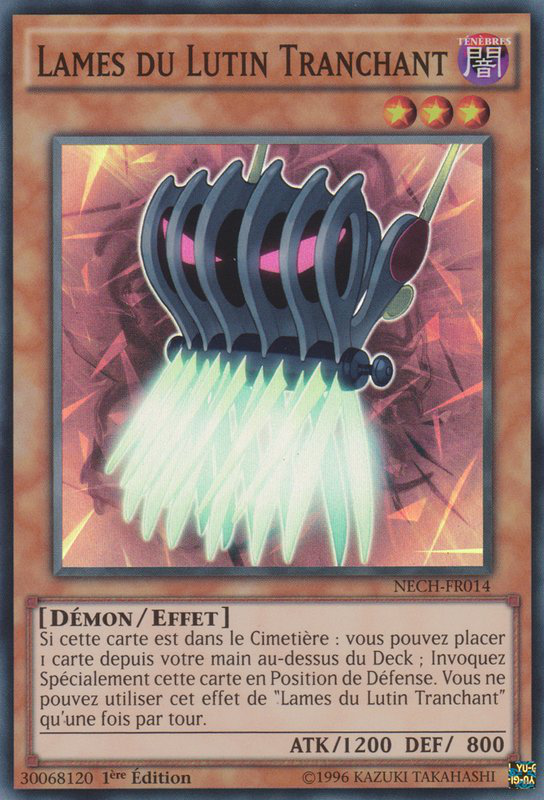 LAMES DU LUTIN TRANCHANT
TÉNÈBRES
闇
NECH-FR014
[DÉMON/EFFET]
Si cette carte est dans le Cimetière : vous pouvez placer
1 carte depuis votre main au-dessus du Deck ; Invoquez
Spécialement cette carte en Position de Défense. Vous ne
pouvez utiliser cet effet de "Lames du Lutin Tranchant"
qu'une fois par tour.
ATK/1200 DEF/ 800
30068120 1ère Édition
©1996 KAZUKI TAKAHASHI